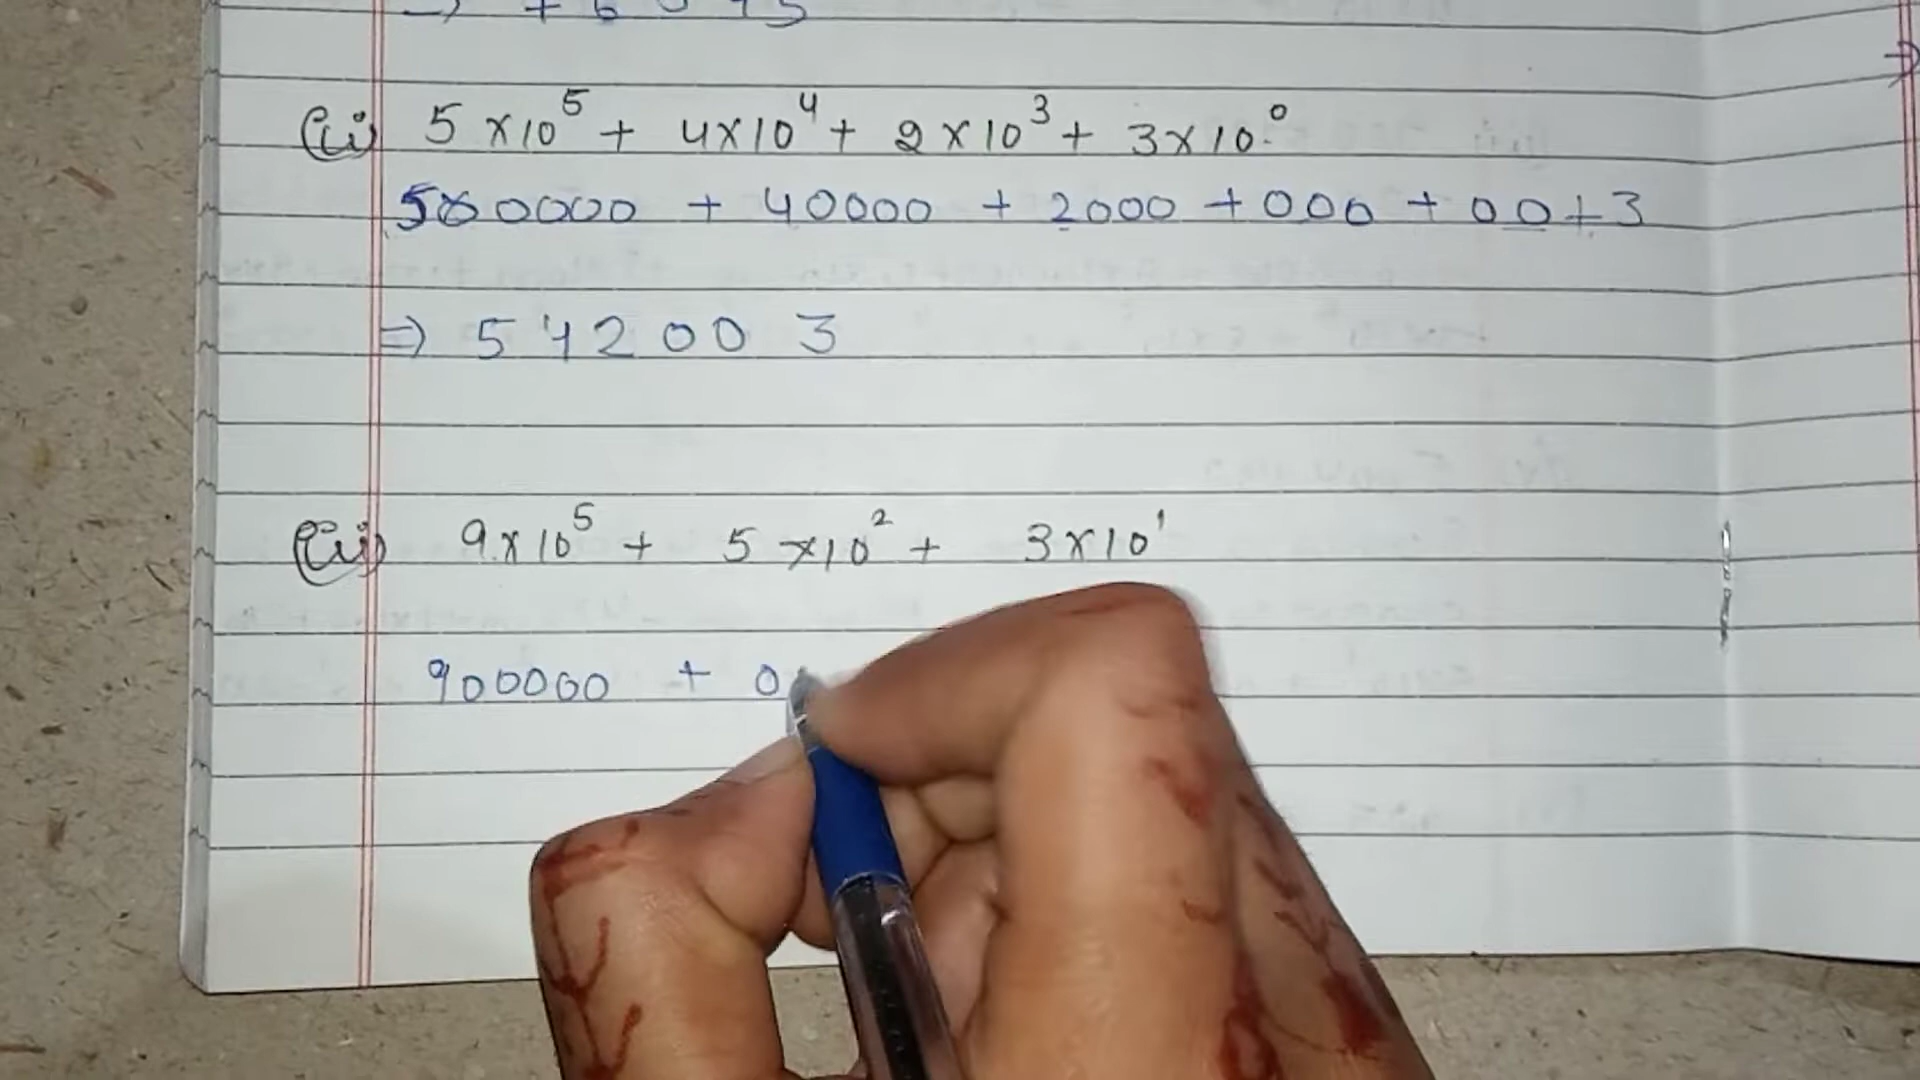 (ii) 5 × 10⁵ + 4×10⁴ + 2 × 10³ + 3 × 10⁰
500000 + 40000 + 2000 + 000 + 00 + 3
⇒ 542003
(iii) 9 × 10⁵ + 5 × 10² + 3 × 10¹
900000 + 0